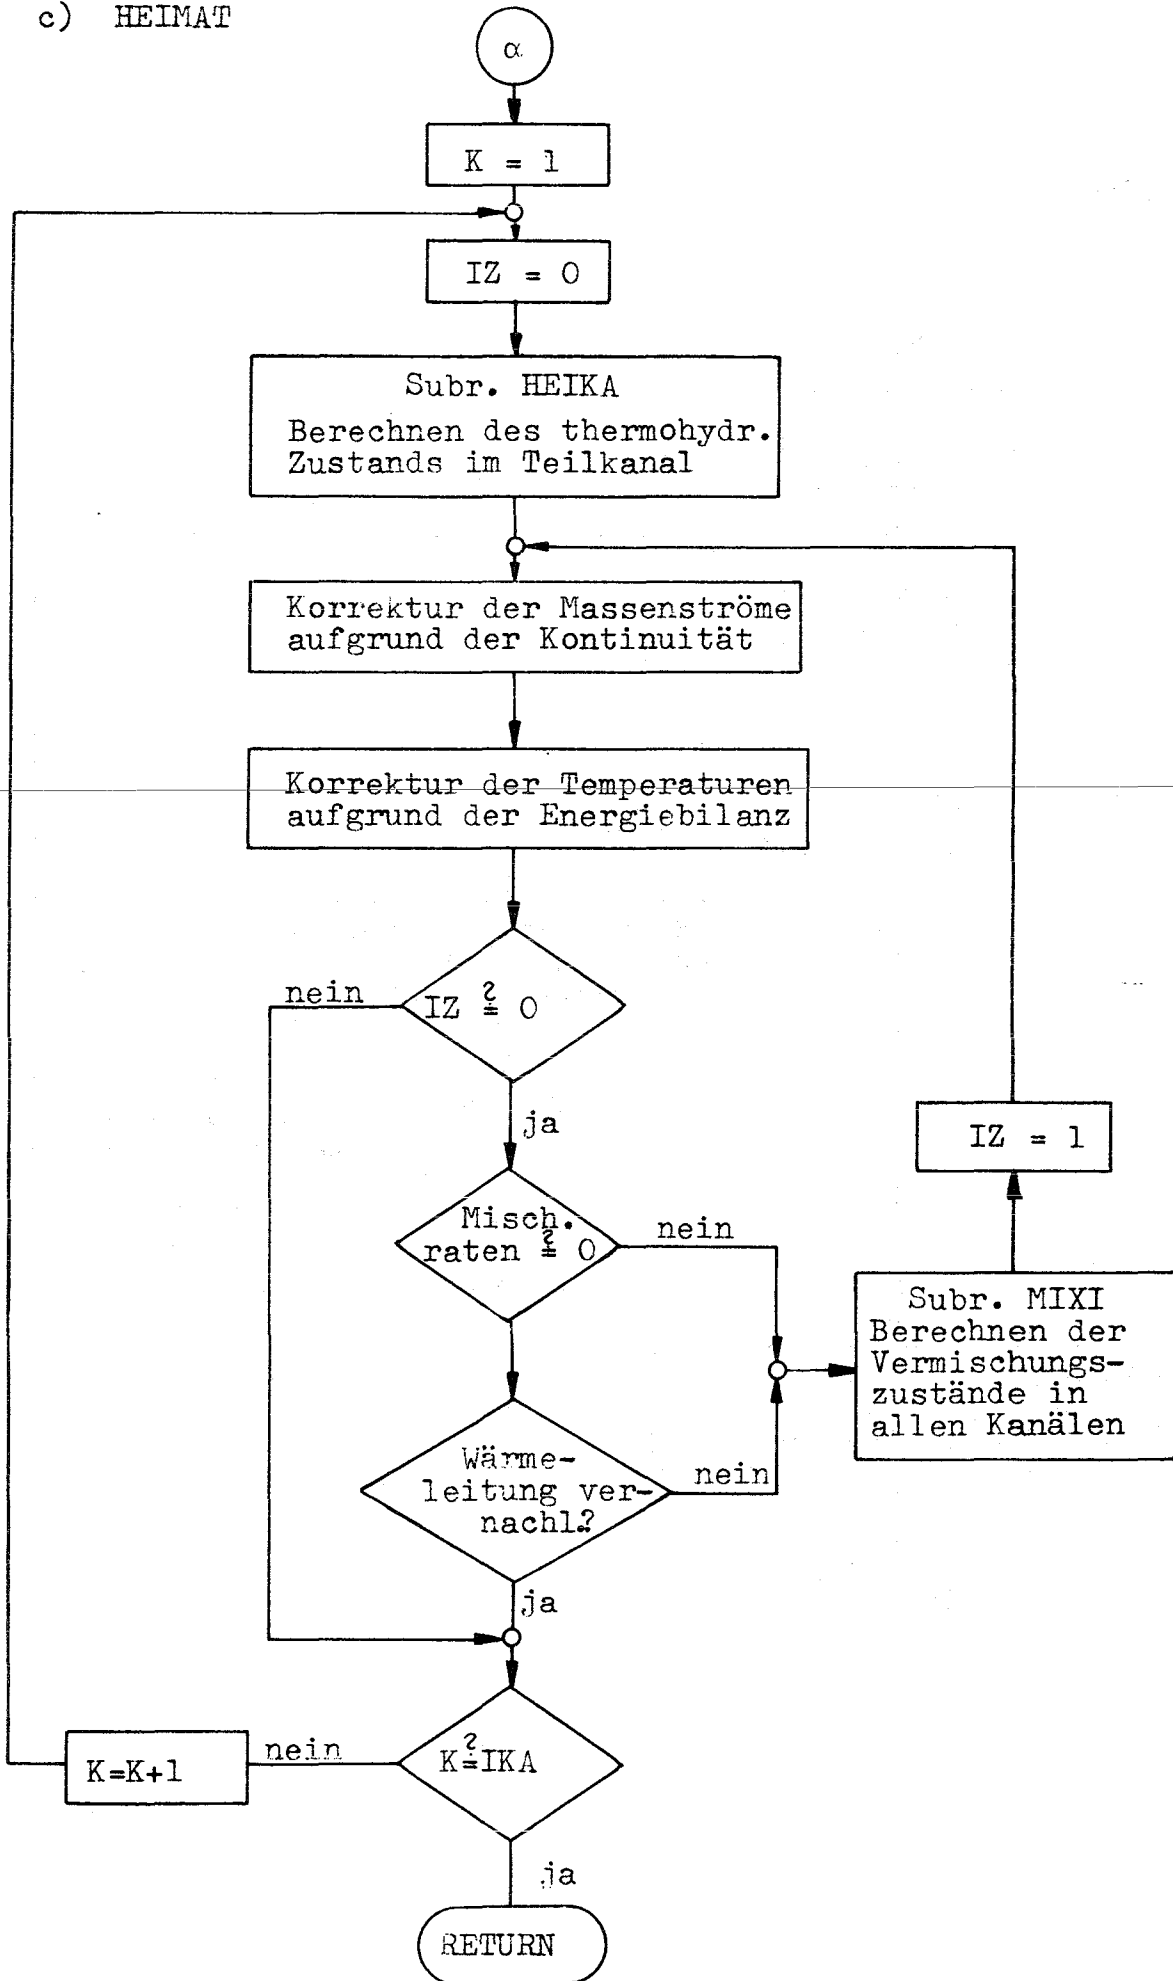 c) HEIMAT
α
K = 1
IZ = 0
Subr. HEIKA
Berechnen des thermohydr.
Zustands im Teilkanal
Korrektur der Massenströme
aufgrund der Kontinuität
Korrektur der Temperaturen
aufgrund der Energiebilanz
nein
IZ ≟ 0
ja
IZ = 1
Misch.
raten ≟ 0
nein
Subr. MIXI
Berechnen der
Vermischungs-
zustände in
allen Kanälen
Wärme-
leitung ver-
nachl.?
nein
ja
K≟IKA
nein
K=K+1
ja
RETURN